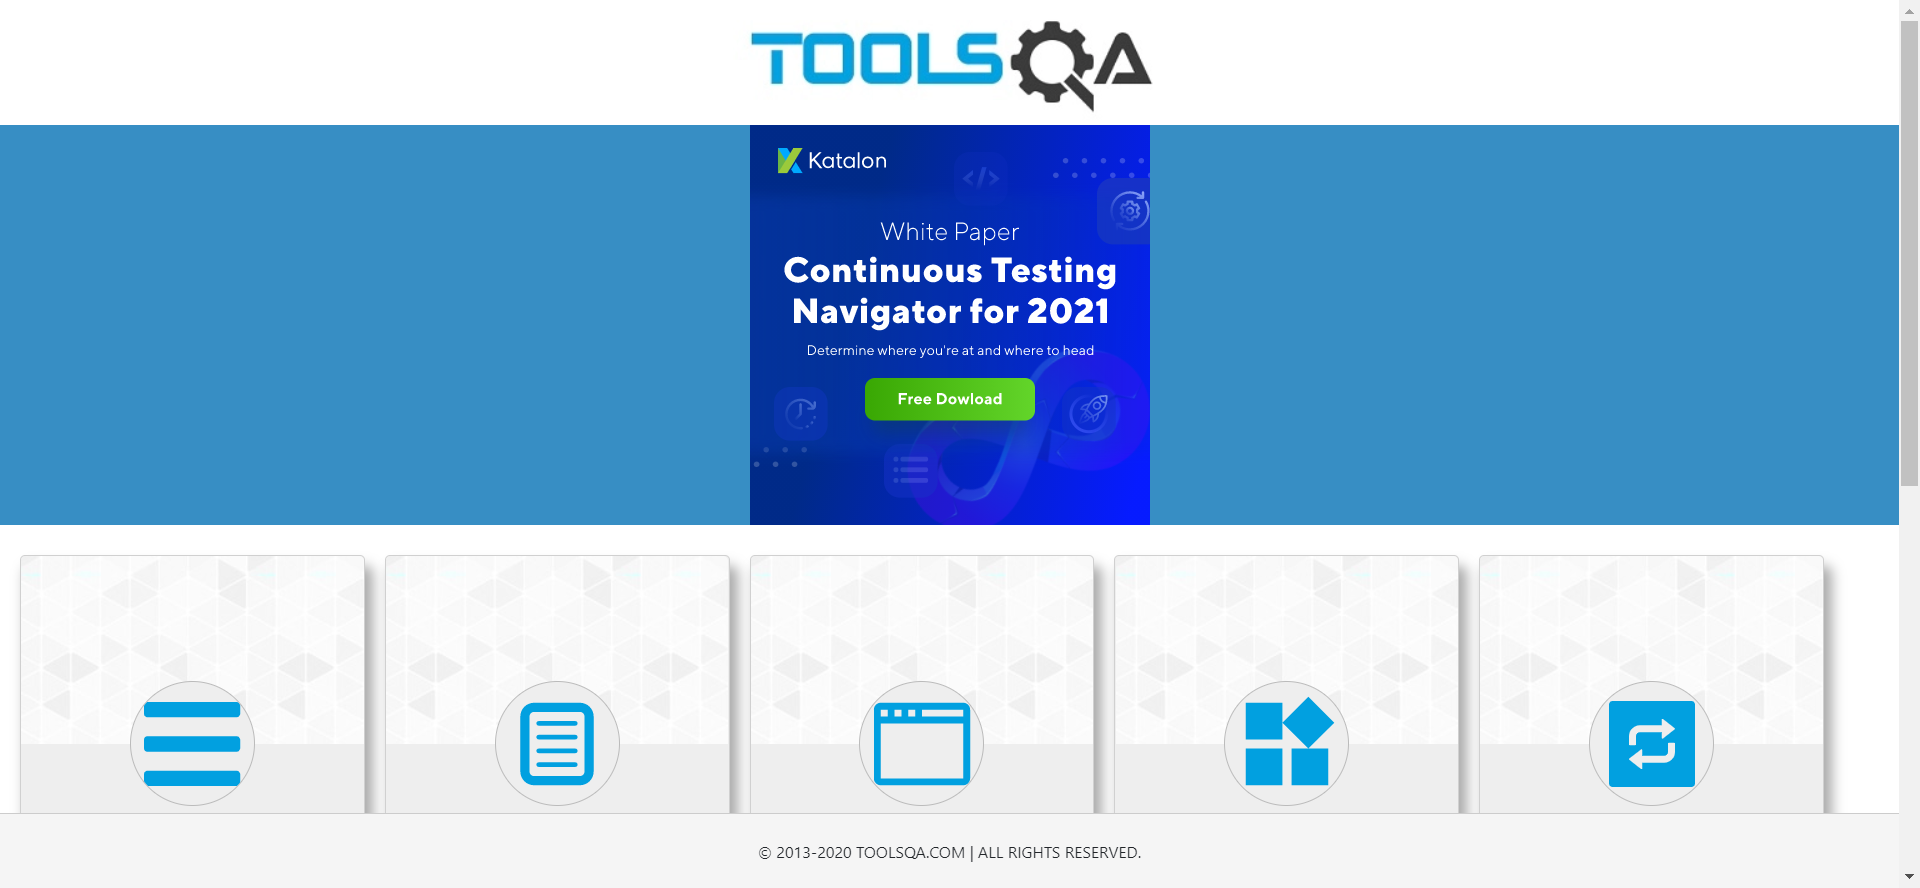 TOOLSQA
Katalon
</>
White Paper
Continuous Testing
Navigator for 2021
Determine where you're at and where to head
Free Dowload
© 2013-2020 TOOLSQA.COM | ALL RIGHTS RESERVED.